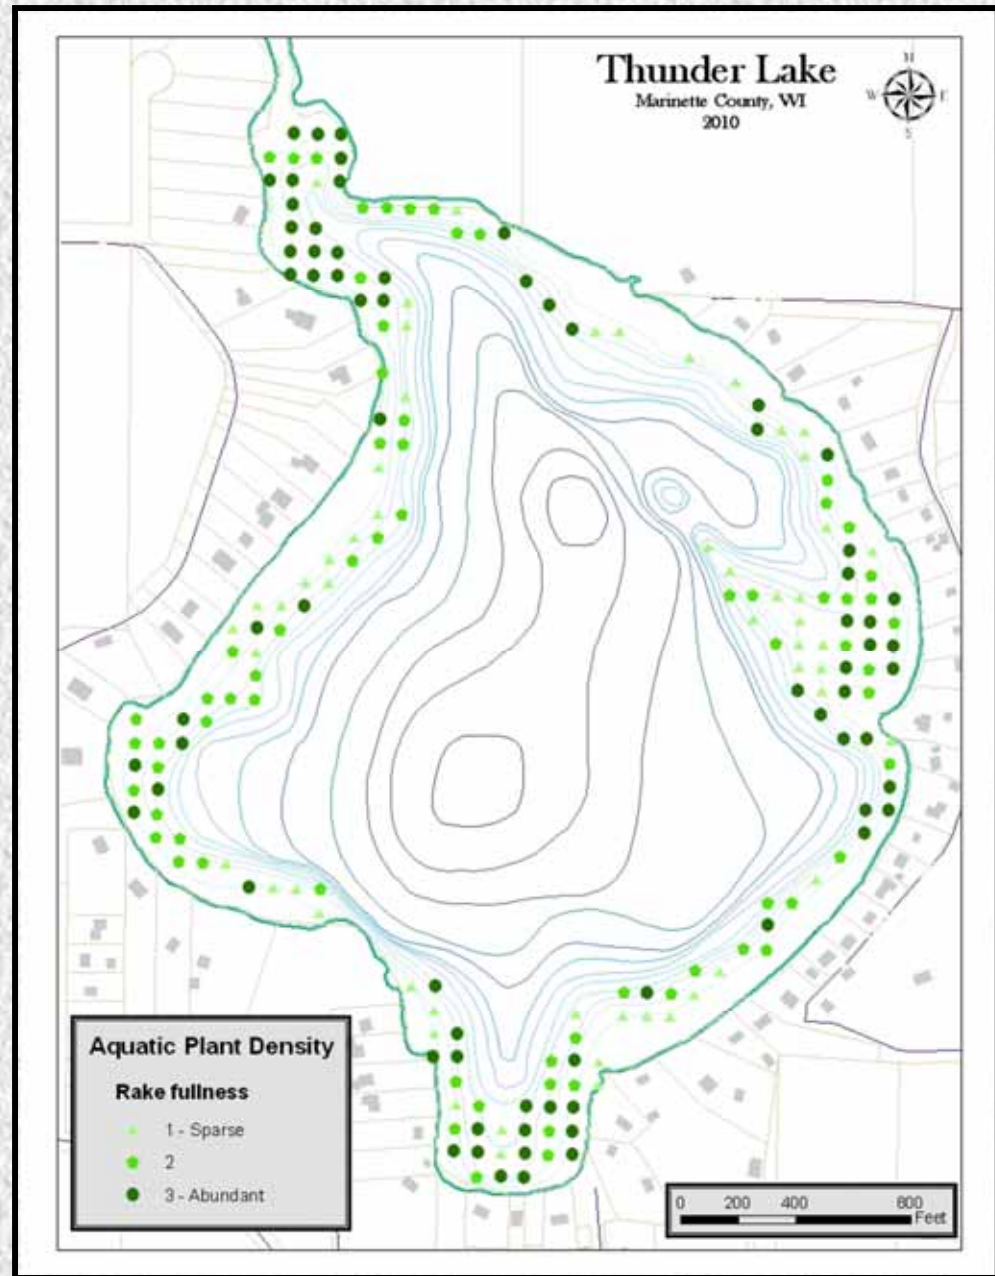 Thunder Lake
Marinette County, WI
2010
N
W
E
S
Aquatic Plant Density
Rake fullness
1 - Sparse
2
3 - Abundant
0 200 400 800
Feet